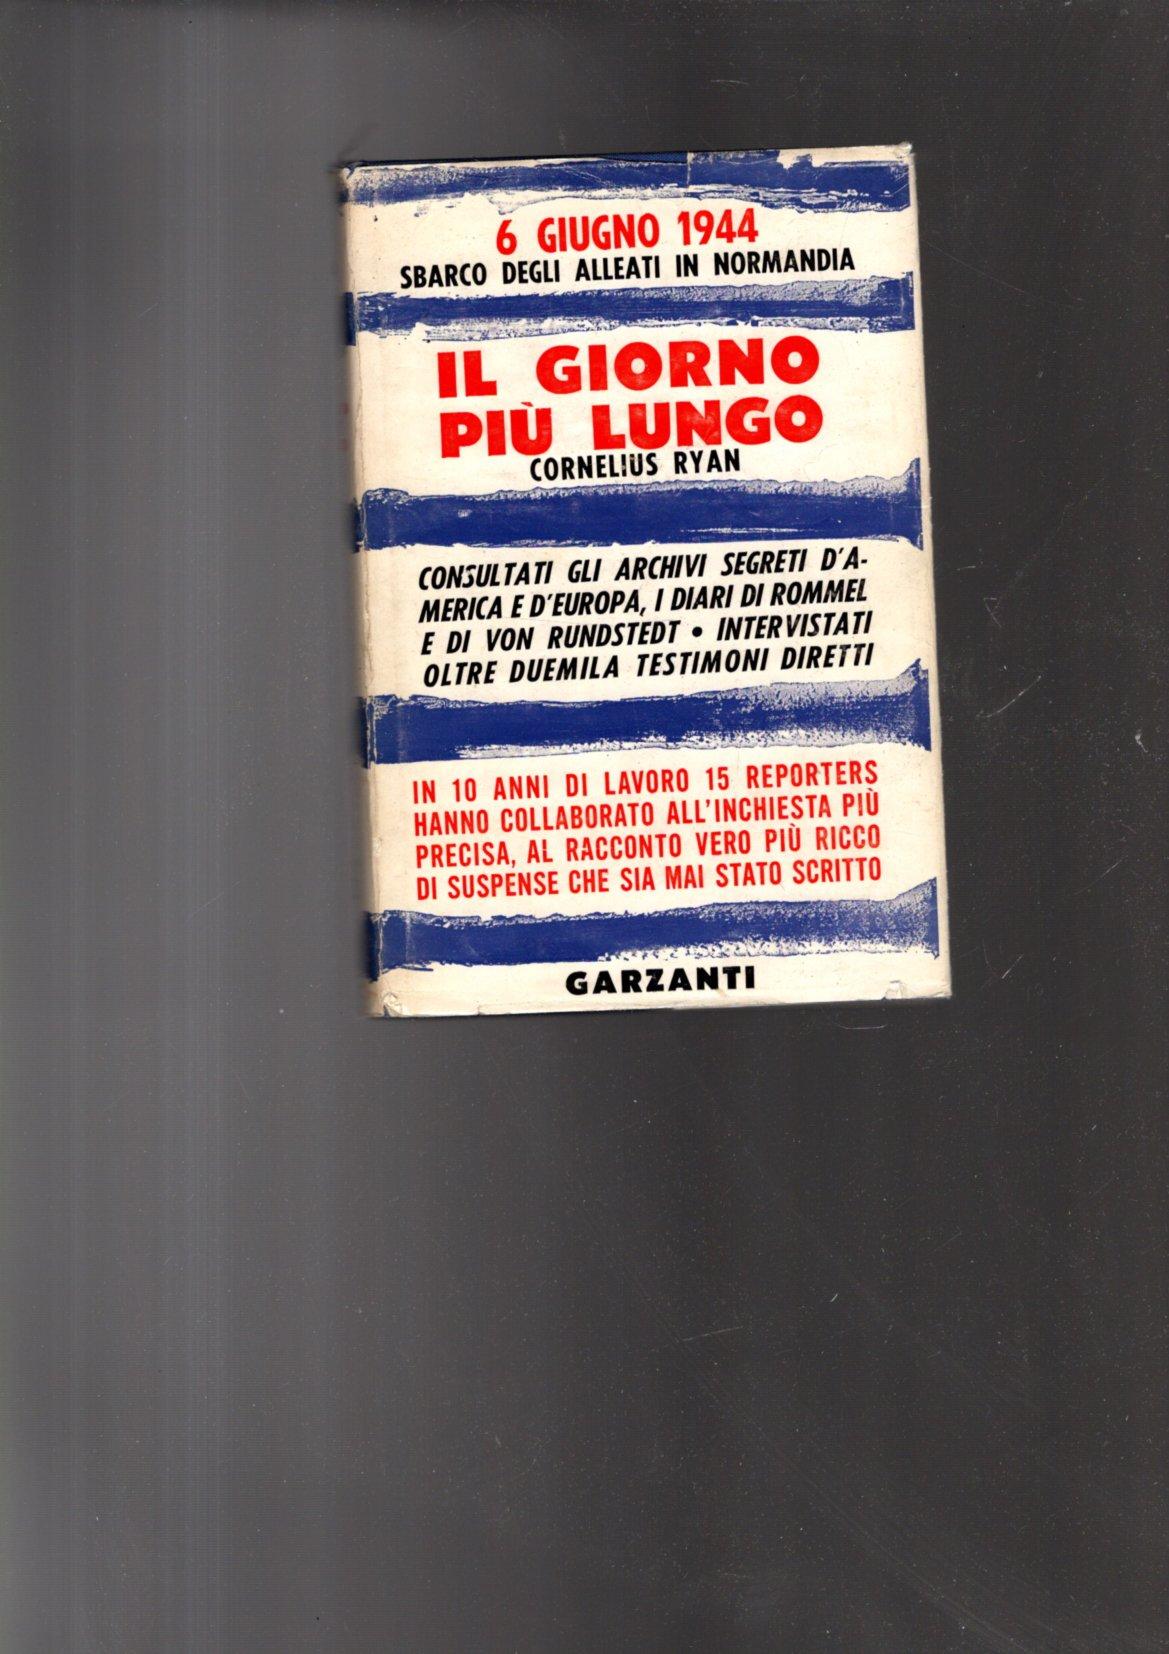 6 GIUGNO 1944
SBARCO DEGLI ALLEATI IN NORMANDIA
IL GIORNO
PIÙ LUNGO
CORNELIUS RYAN
CONSULTATI GLI ARCHIVI SEGRETI D'A-
MERICA E D'EUROPA, I DIARI DI ROMMEL
E DI VON RUNDSTEDT • INTERVISTATI
OLTRE DUEMILA TESTIMONI DIRETTI
IN 10 ANNI DI LAVORO 15 REPORTERS
HANNO COLLABORATO ALL'INCHIESTA PIÙ
PRECISA, AL RACCONTO VERO PIÙ RICCO
DI SUSPENSE CHE SIA MAI STATO SCRITTO
GARZANTI